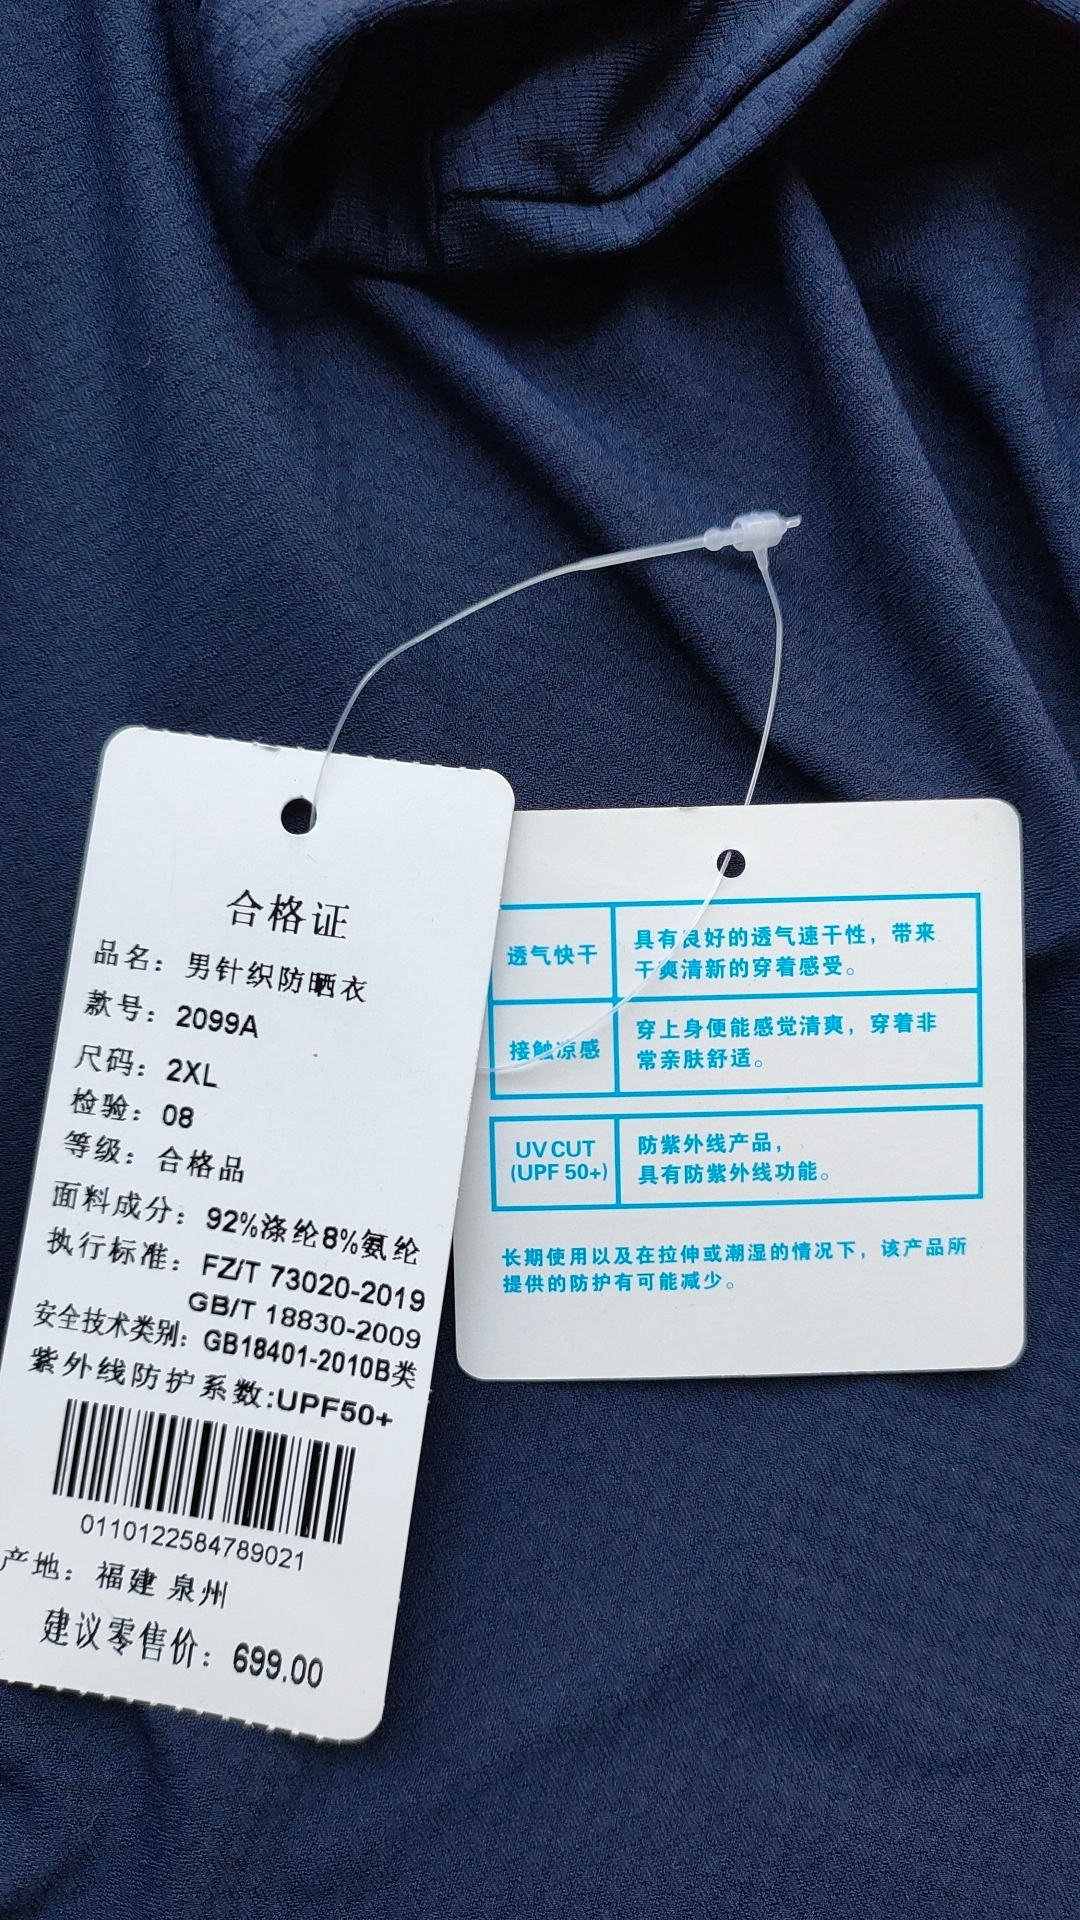 合格证
品名：男针织防晒衣
款号：2099A
尺码：2XL
检验：08
等级：合格品
面料成分：92%涤纶8%氨纶
执行标准：FZ/T 73020-2019
GB/T 18830-2009
安全技术类别：GB18401-2010B类
紫外线防护系数:UPF50+
0110122584789021
产地：福建 泉州
建议零售价：699.00
透气快干
具有良好的透气速干性，带来
干爽清新的穿着感受。
接触凉感
穿上身便能感觉清爽，穿着非
常亲肤舒适。
UV CUT
(UPF 50+)
防紫外线产品，
具有防紫外线功能。
长期使用以及在拉伸或潮湿的情况下，该产品所
提供的防护有可能减少。